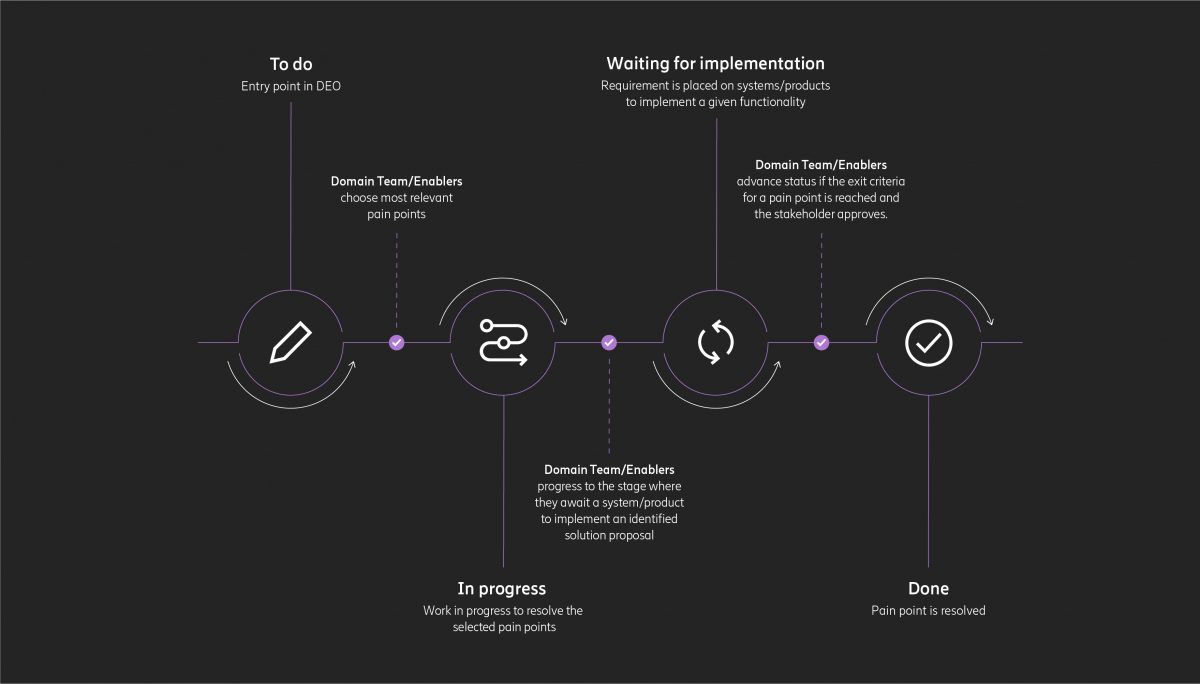 To do
Entry point in DEO
Domain Team/Enablers
choose most relevant
pain points
In progress
Work in progress to resolve the
selected pain points
Domain Team/Enablers
progress to the stage where
they await a system/product
to implement an identified
solution proposal
Waiting for implementation
Requirement is placed on systems/products
to implement a given functionality
Domain Team/Enablers
advance status if the exit criteria
for a pain point is reached and
the stakeholder approves.
Done
Pain point is resolved